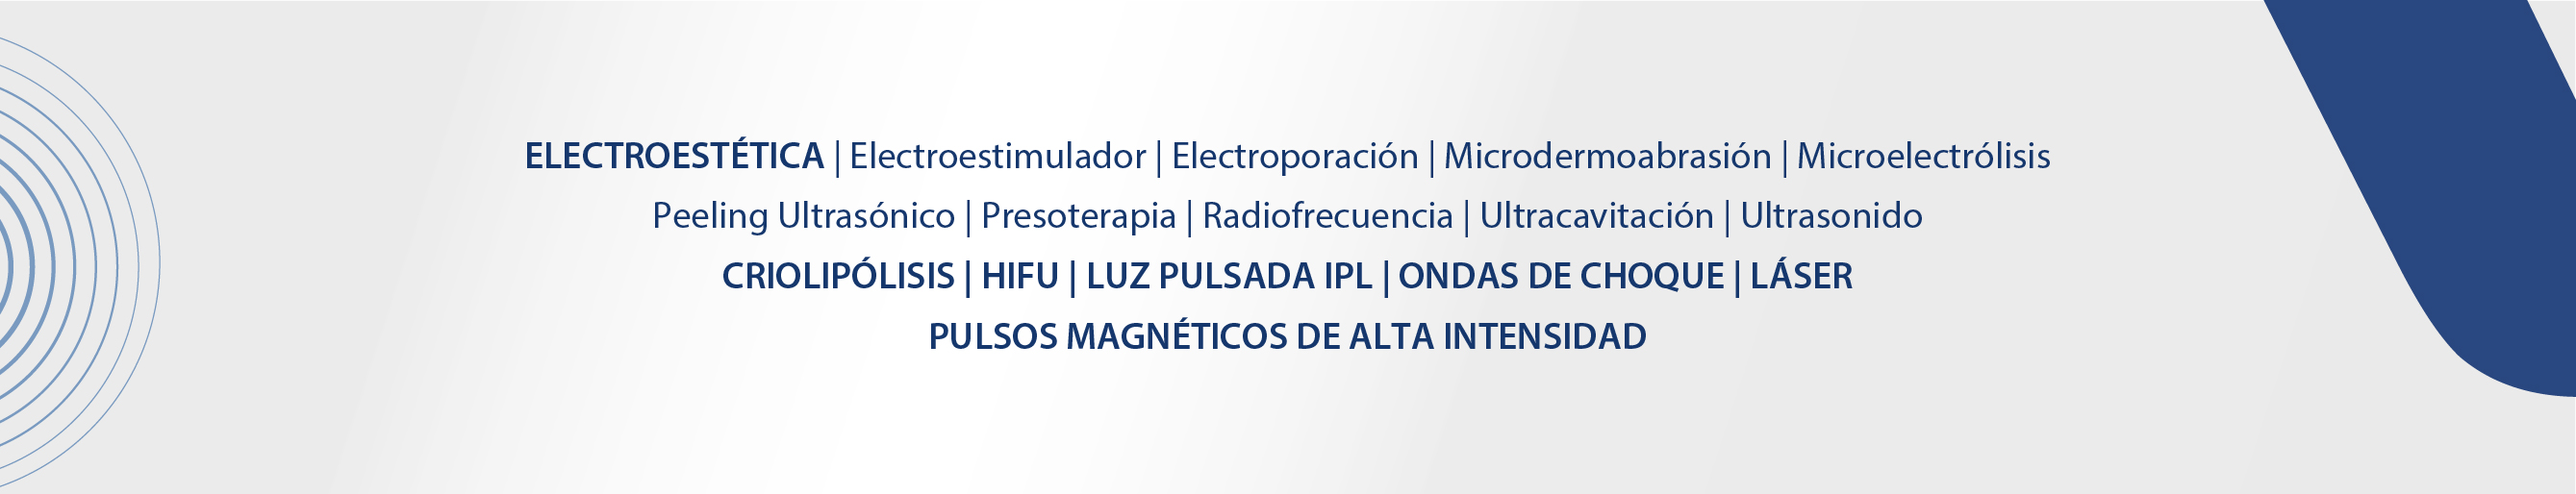 ELECTROESTÉTICA | Electroestimulador | Electroporación | Microdermoabrasión | Microelectrólisis
Peeling Ultrasónico | Presoterapia | Radiofrecuencia | Ultracavitación | Ultrasonido
CRIOLIPÓLISIS | HIFU | LUZ PULSADA IPL | ONDAS DE CHOQUE | LÁSER
PULSOS MAGNÉTICOS DE ALTA INTENSIDAD